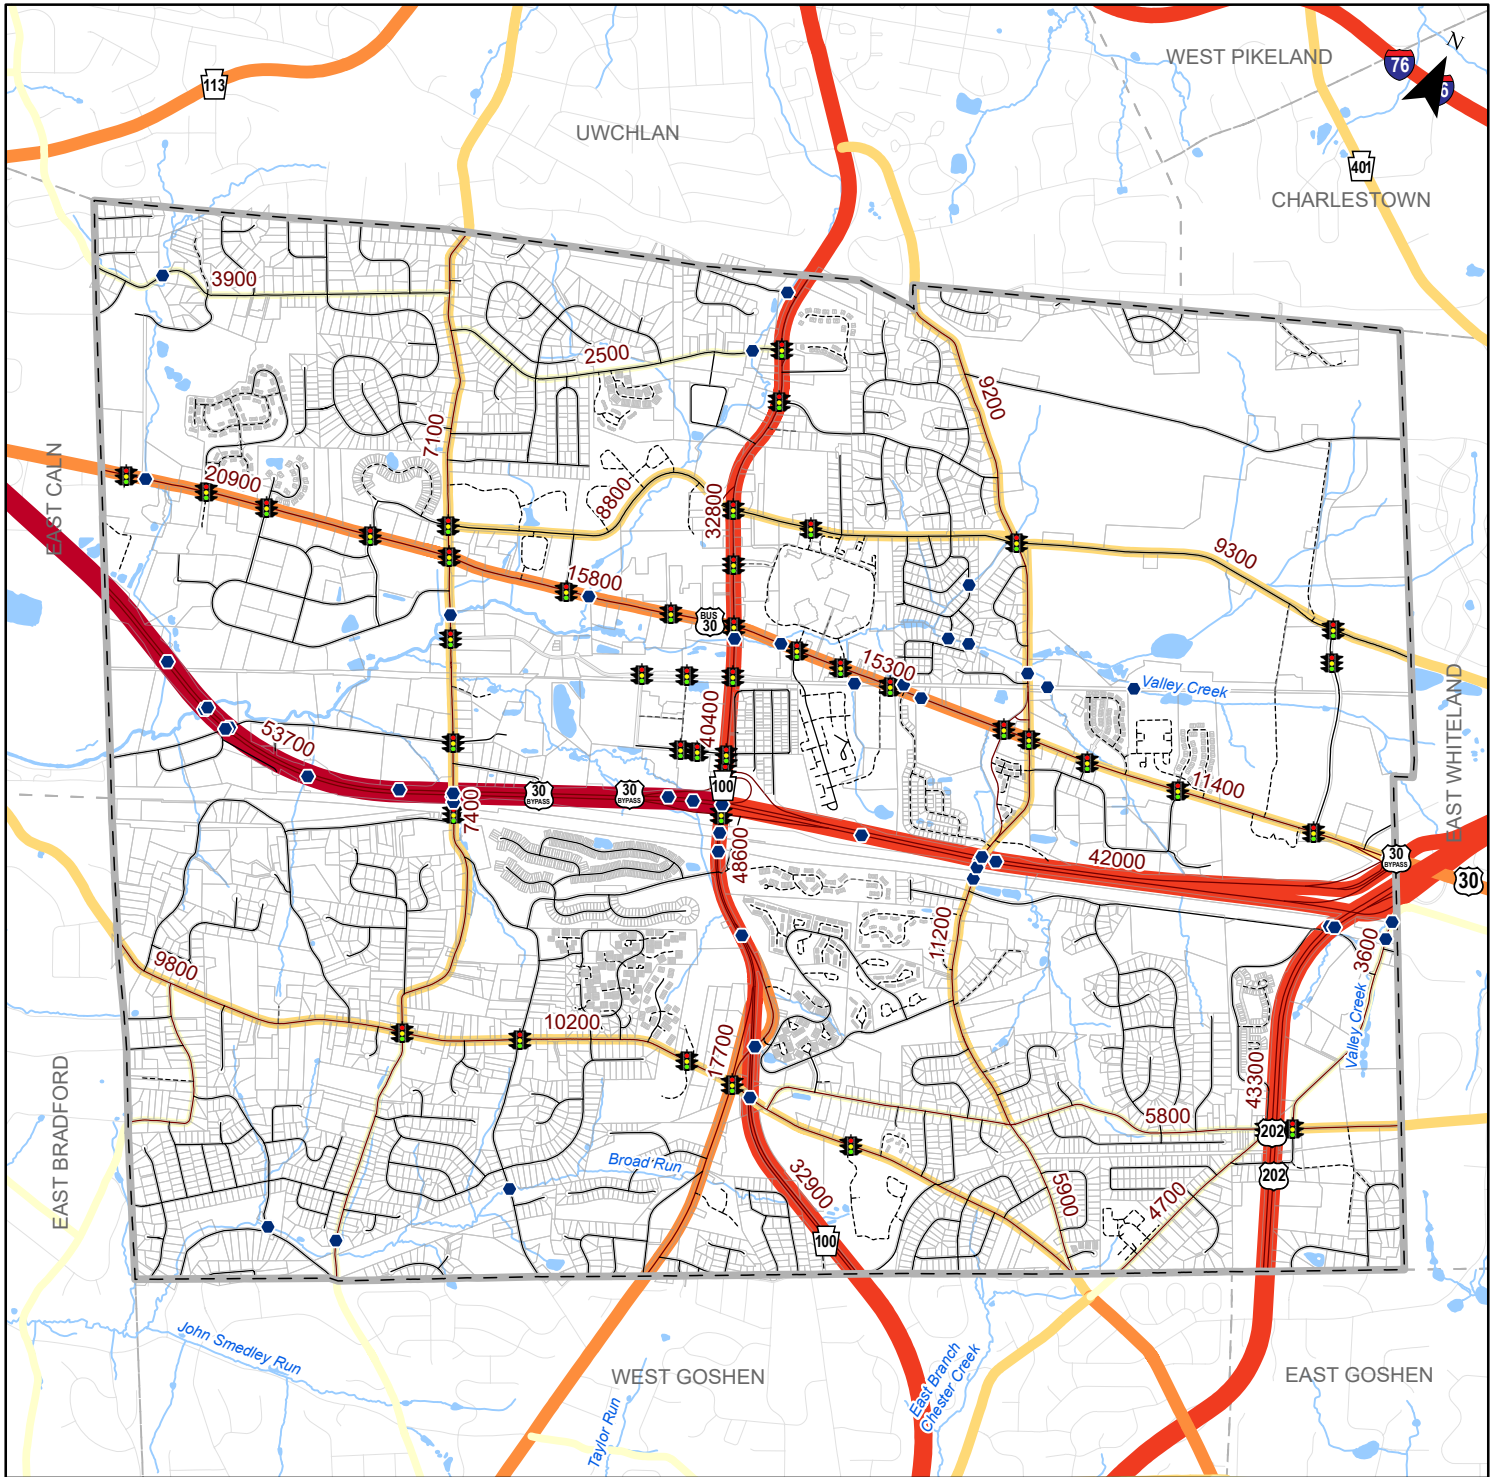 N
WEST PIKELAND
76
113
UWCHLAN
401
CHARLESTOWN
3900
2500
9200
7100
EAST CALN
20900
8800
32800
9300
15800
BUS
30
15300
EAST WHITELAND
Valley Creek
40400
53700
11400
30
BYPASS
30
BYPASS
100
7400
48600
42000
30
BYPASS
30
11200
3600
9800
Valley Creek
10200
17700
43300
EAST BRADFORD
5800
202
Broad Run
32900
5900
4700
202
100
John Smedley Run
WEST GOSHEN
East Branch
Chester Creek
EAST GOSHEN
Taylor Run